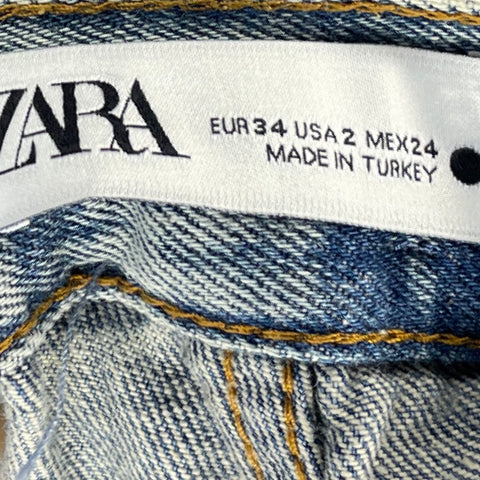 ZARA
EUR 34 USA 2 MEX 24
MADE IN TURKEY